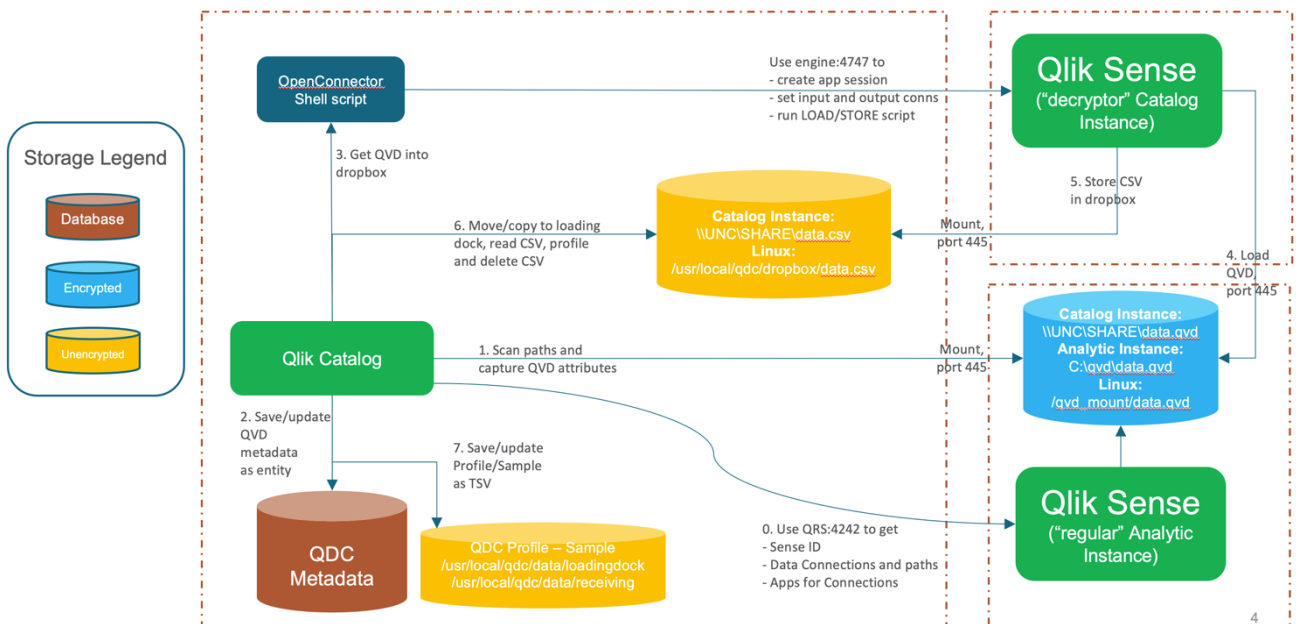 Storage Legend
Database
Encrypted
Unencrypted
OpenConnector
Shell script
Use engine:4747 to
- create app session
- set input and output conns
- run LOAD/STORE script
Qlik Sense
(“decryptor” Catalog
Instance)
3. Get QVD into
dropbox
5. Store CSV
in dropbox
6. Move/copy to loading
dock, read CSV, profile
and delete CSV
Catalog Instance:
\\UNC\SHARE\data.csv
Linux:
/usr/local/qdc/dropbox/data.csv
Mount,
port 445
4. Load
QVD,
port 445
Qlik Catalog
1. Scan paths and
capture QVD attributes
Mount,
port 445
Catalog Instance:
\\UNC\SHARE\data.qvd
Analytic Instance:
C:\qvd\data.qvd
Linux:
/qvd_mount/data.qvd
2. Save/update
QVD
metadata
as entity
7. Save/update
Profile/Sample
as TSV
QDC
Metadata
QDC Profile – Sample
/usr/local/qdc/data/loadingdock
/usr/local/qdc/data/receiving
0. Use QRS:4242 to get
- Sense ID
- Data Connections and paths
- Apps for Connections
Qlik Sense
(“regular” Analytic
Instance)
4